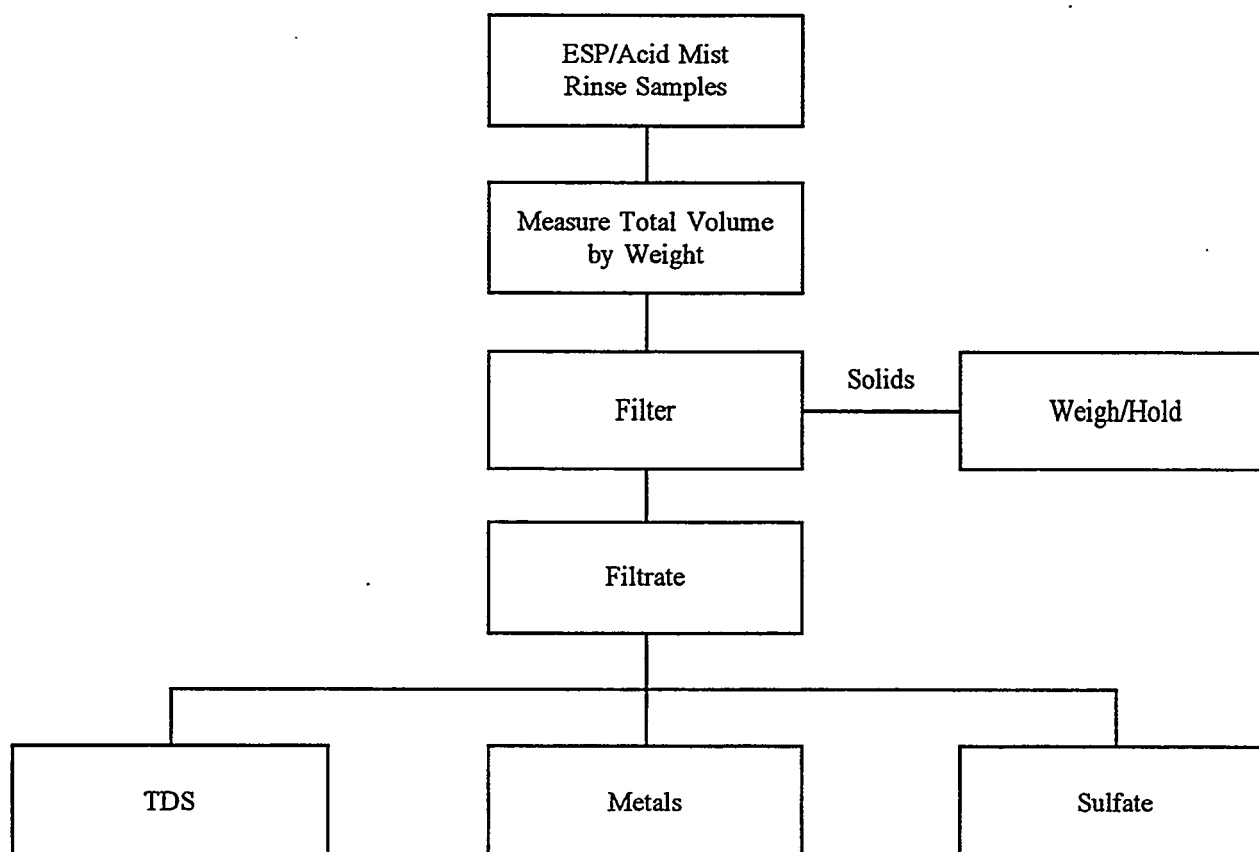 ESP/Acid Mist
Rinse Samples
Measure Total Volume
by Weight
Filter
Solids
Weigh/Hold
Filtrate
TDS
Metals
Sulfate